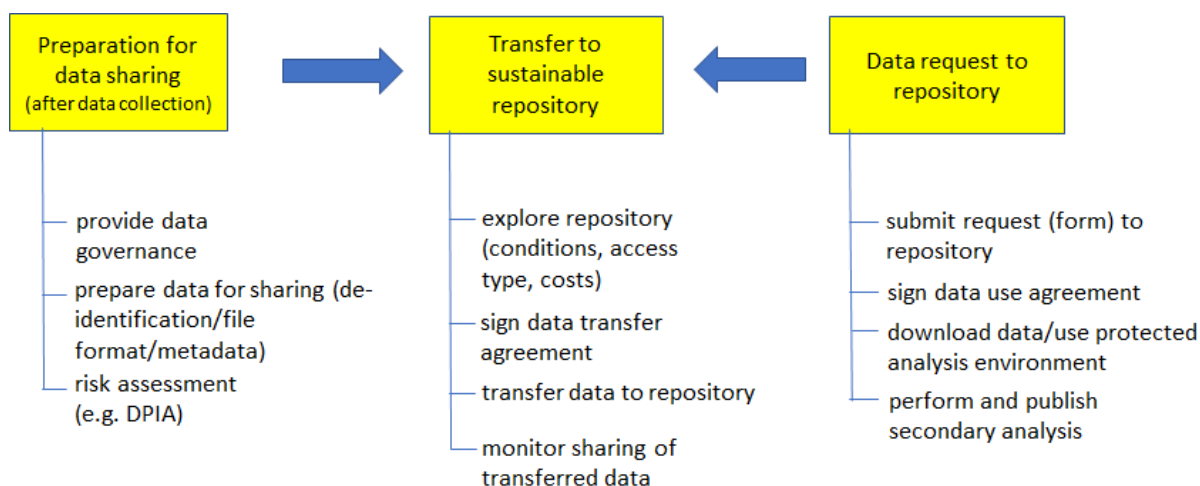 Preparation for
data sharing
(after data collection)
Transfer to
sustainable
repository
Data request to
repository
provide data
governance
prepare data for sharing (de-
identification/file
format/metadata)
risk assessment
(e.g. DPIA)
explore repository
(conditions, access
type, costs)
sign data transfer
agreement
transfer data to repository
monitor sharing of
transferred data
submit request (form) to
repository
sign data use agreement
download data/use protected
analysis environment
perform and publish
secondary analysis